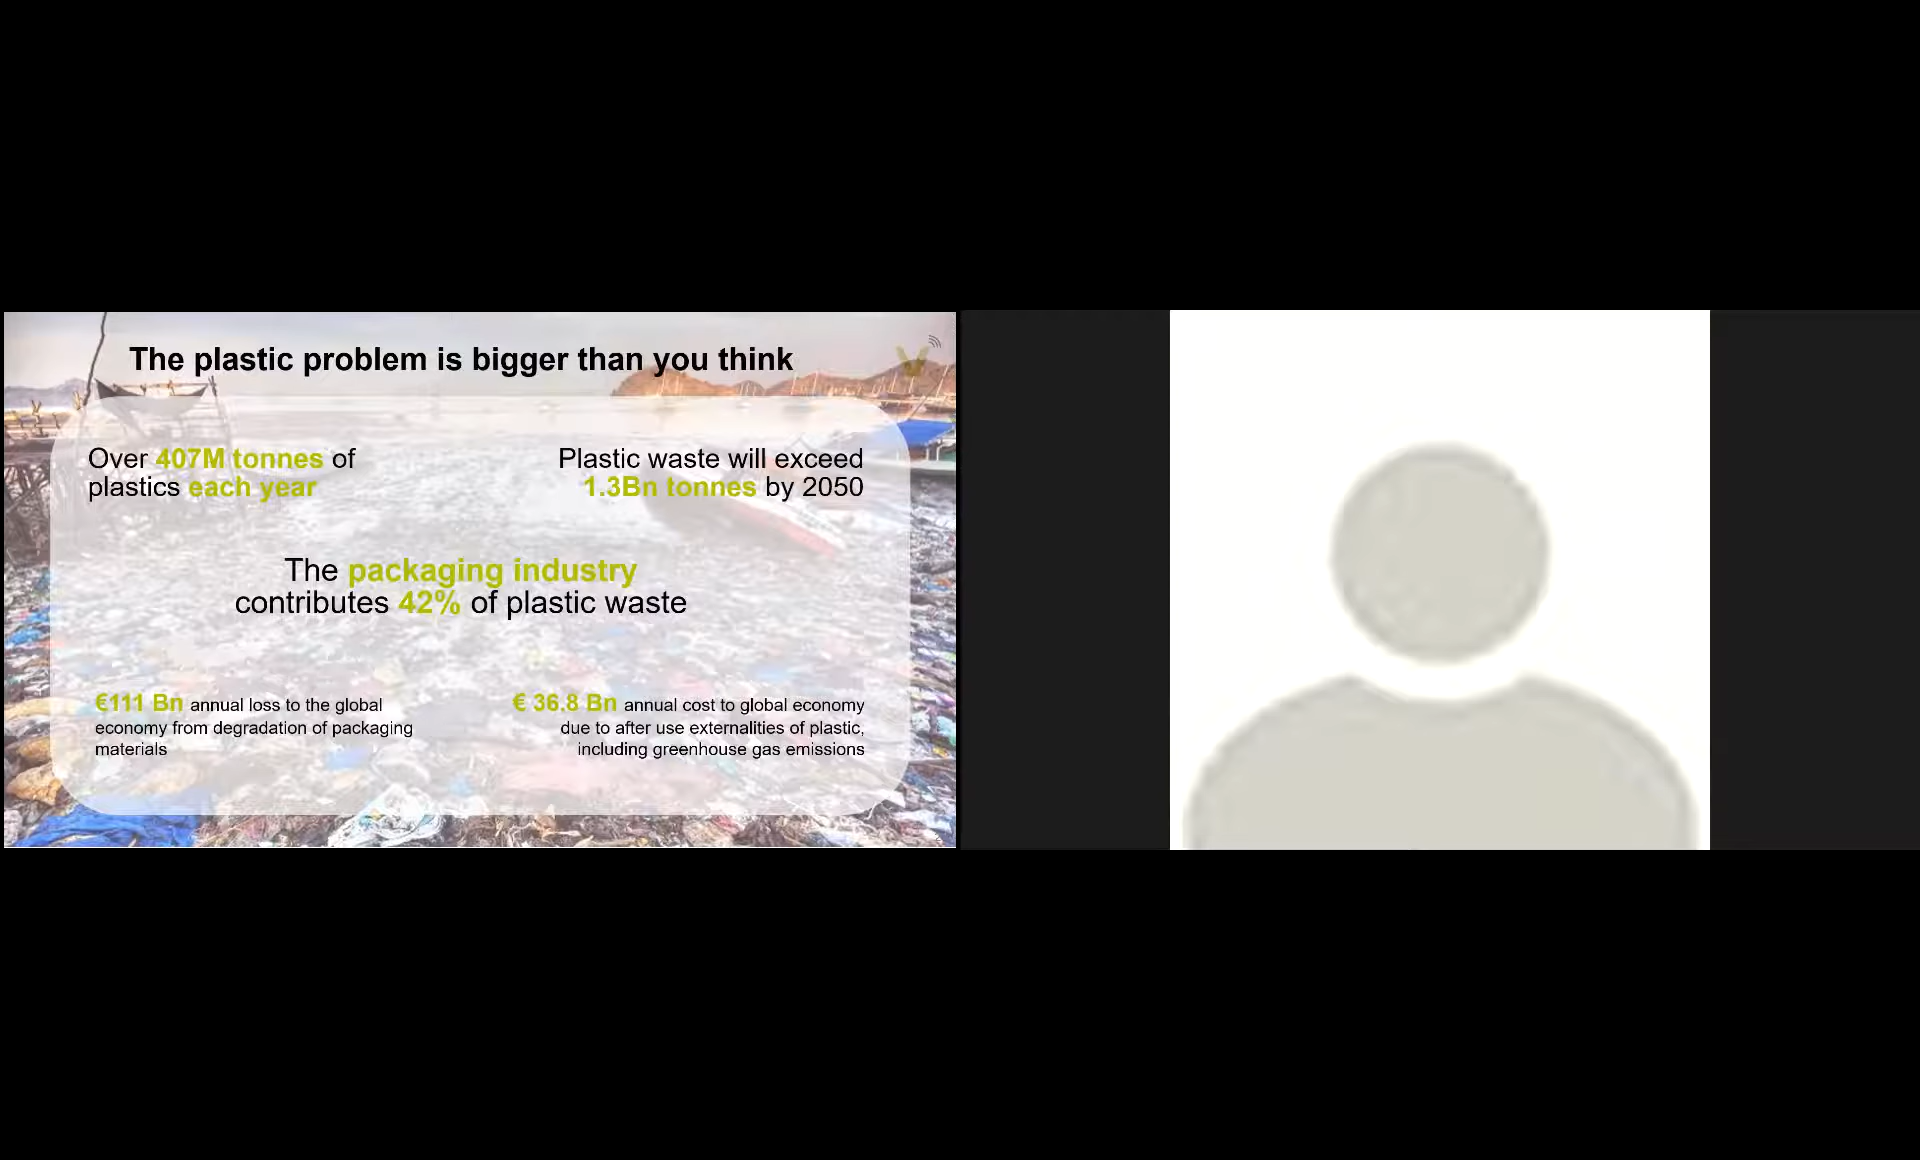 The plastic problem is bigger than you think
Over 407M tonnes of
plastics each year
Plastic waste will exceed
1.3Bn tonnes by 2050
The packaging industry
contributes 42% of plastic waste
€111 Bn annual loss to the global
economy from degradation of packaging
materials
€ 36.8 Bn annual cost to global economy
due to after use externalities of plastic,
including greenhouse gas emissions